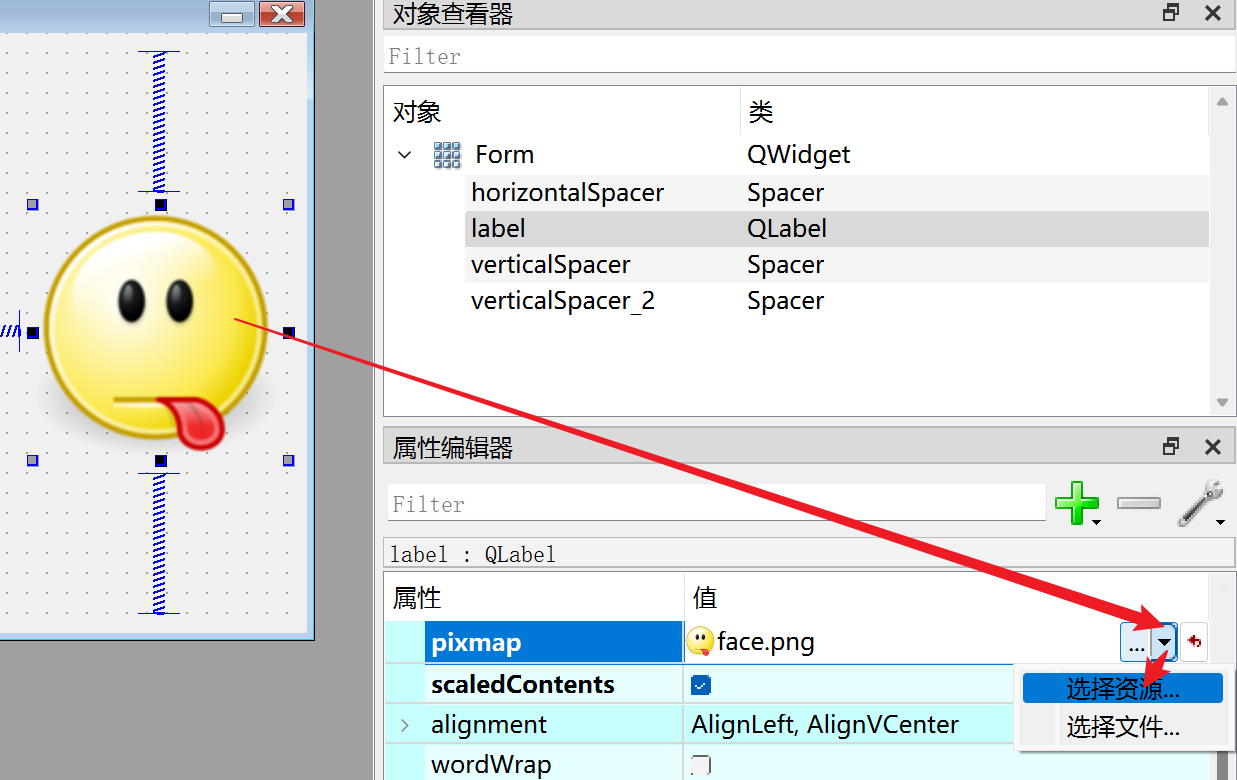 对象查看器
Filter
对象 类
Form QWidget
horizontalSpacer Spacer
label QLabel
verticalSpacer Spacer
verticalSpacer_2 Spacer
属性编辑器
Filter
label : QLabel
属性 值
pixmap face.png ...
scaledContents
选择资源...
alignment AlignLeft, AlignVCenter
选择文件...
wordWrap